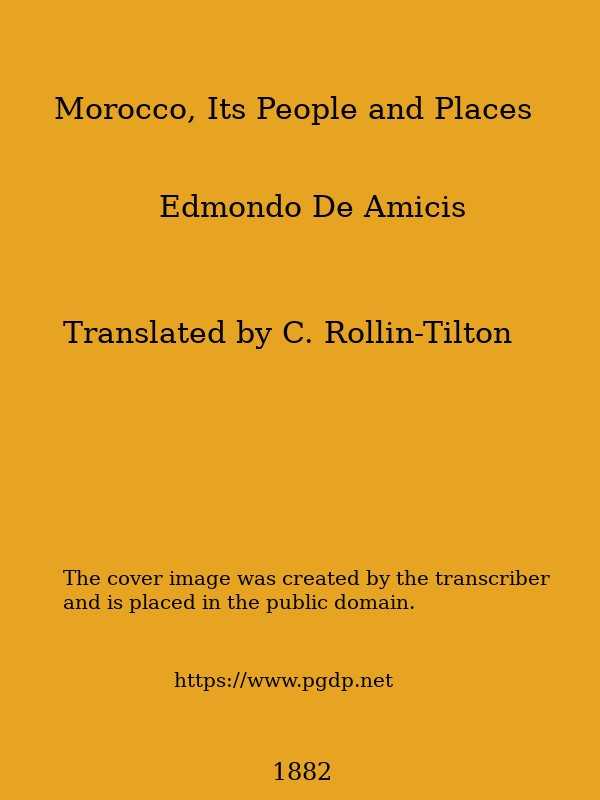 Morocco, Its People and Places
Edmondo De Amicis
Translated by C. Rollin-Tilton
The cover image was created by the transcriber
and is placed in the public domain.
https://www.pgdp.net
1882